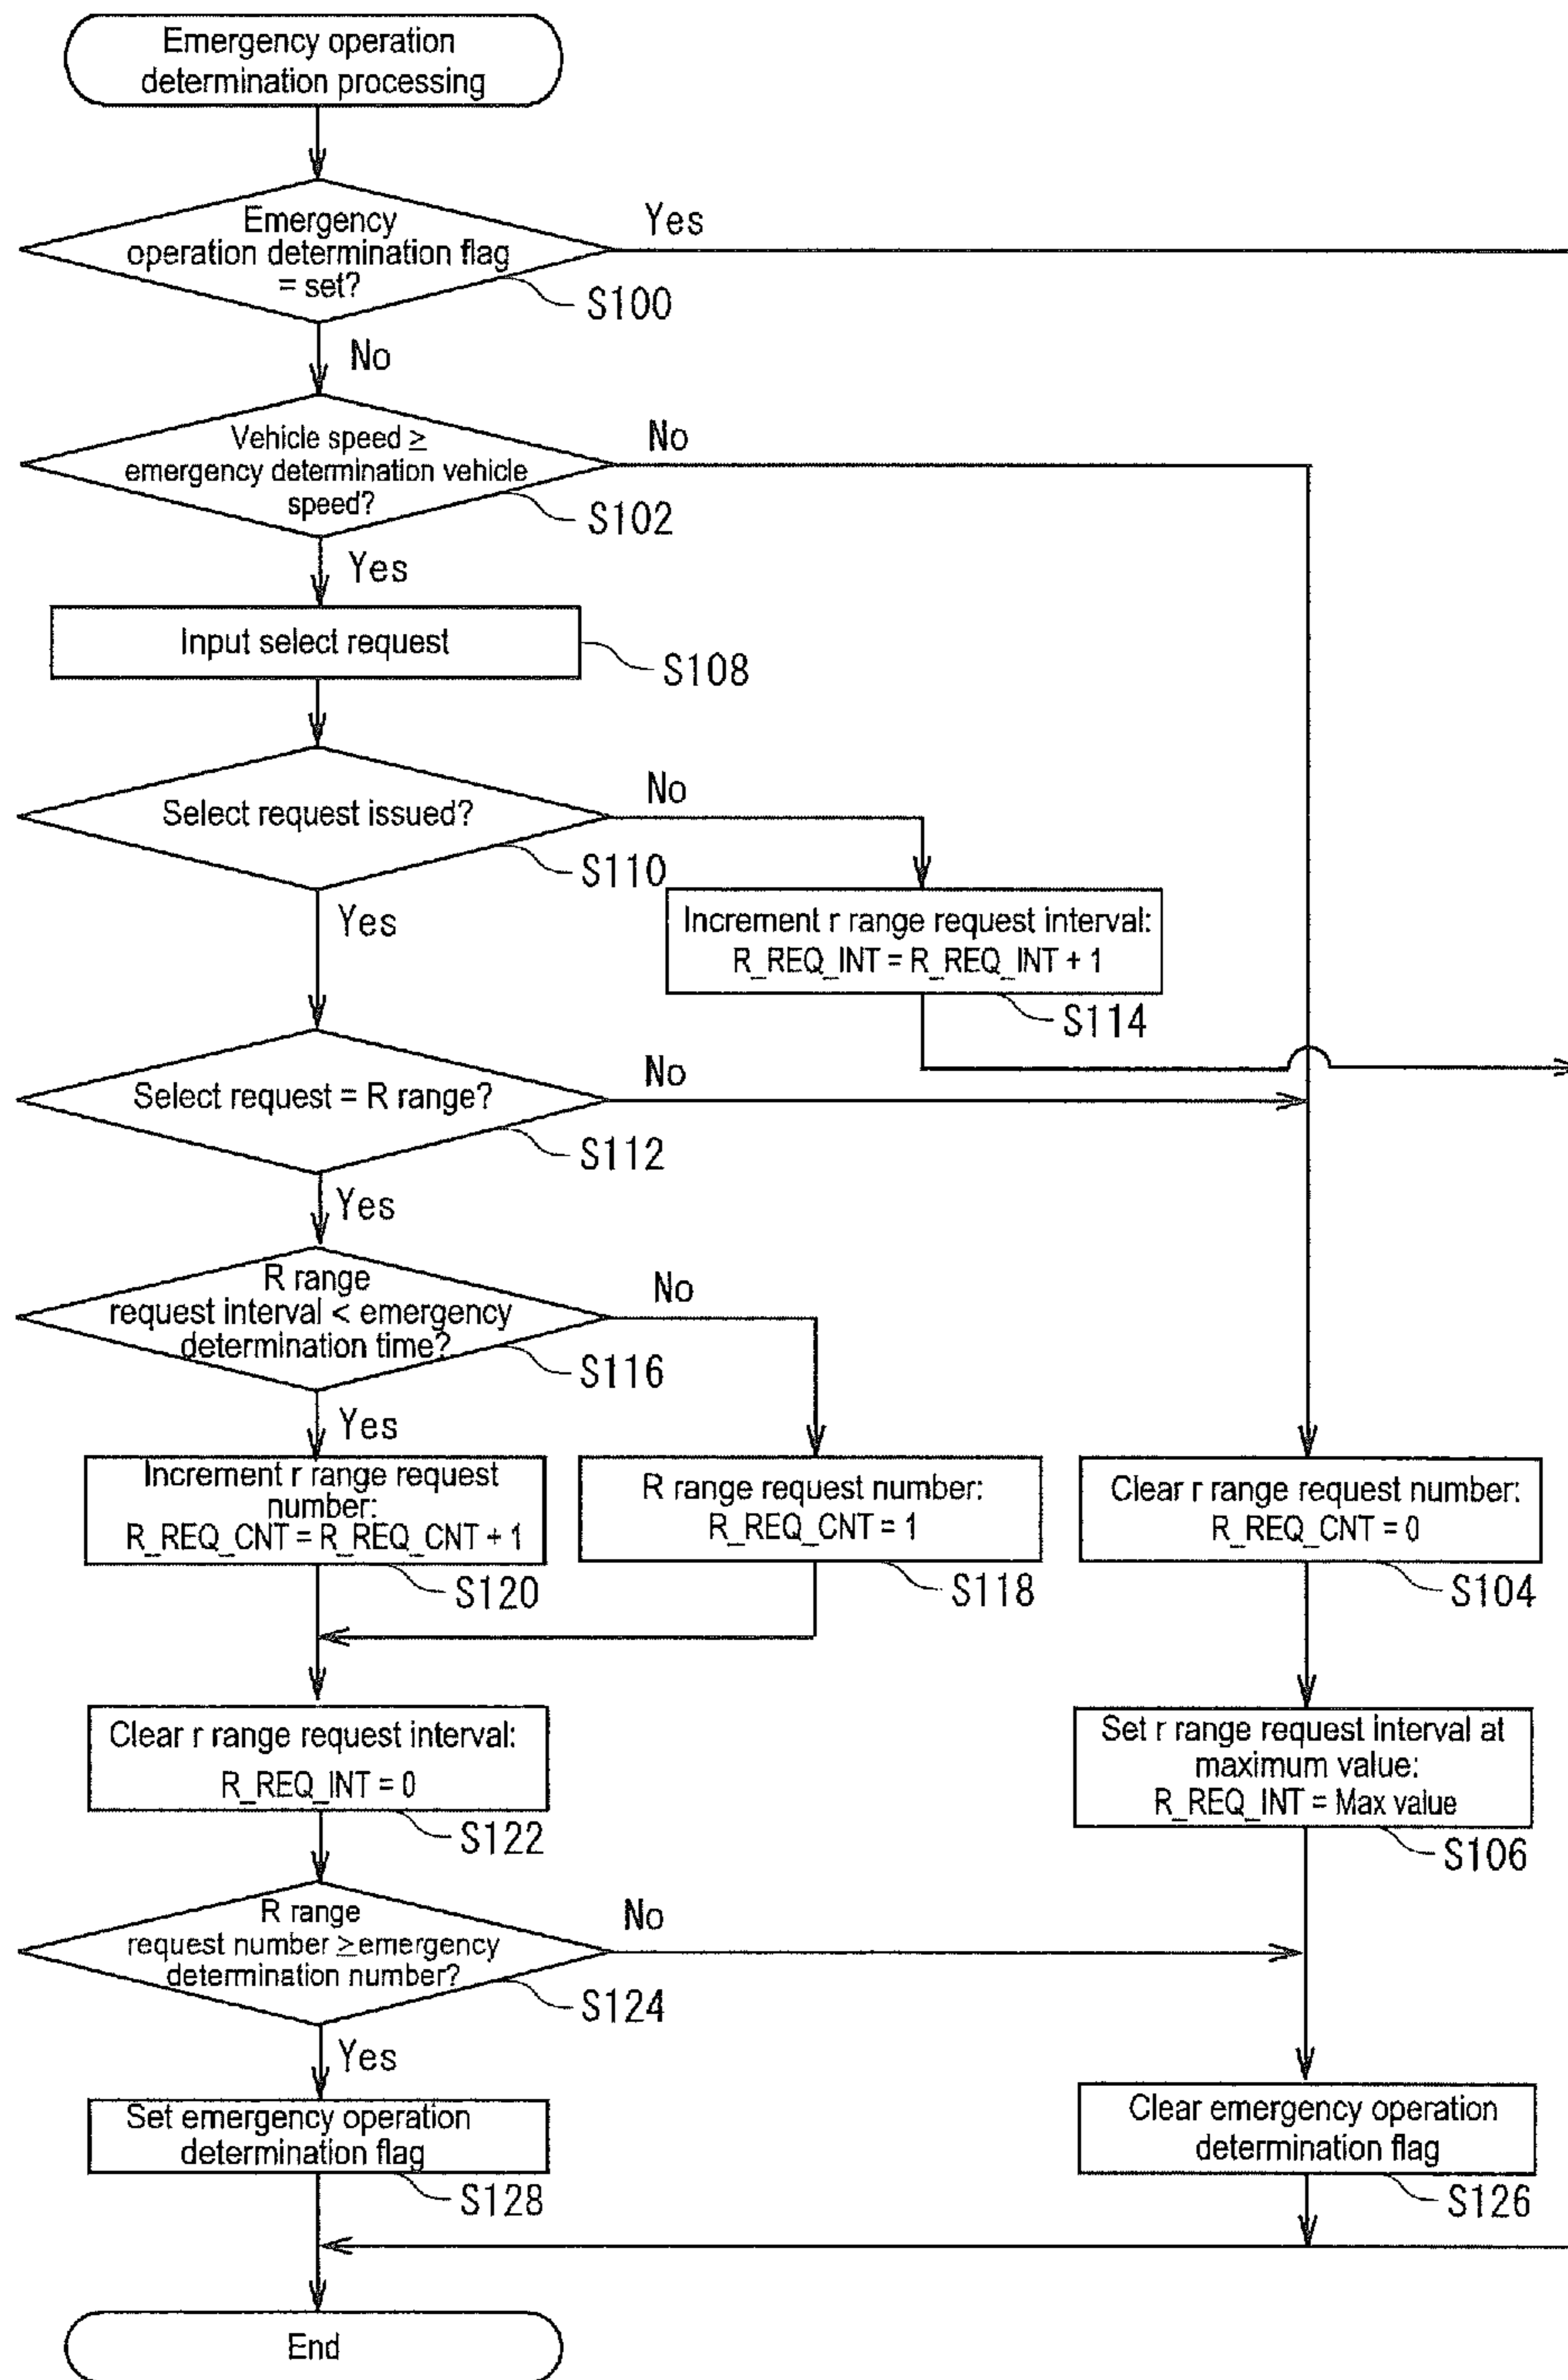 Emergency operation
determination processing
Emergency
operation determination flag
= set?
Yes
S100
No
Vehicle speed ≥
emergency determination vehicle
speed?
No
S102
Yes
Input select request
S108
Select request issued?
No
S110
Yes
Increment r range request interval:
R_REQ_INT = R_REQ_INT + 1
S114
Select request = R range?
No
S112
Yes
R range
request interval < emergency
determination time?
No
S116
Yes
Increment r range request
number:
R_REQ_CNT = R_REQ_CNT + 1
S120
R range request number:
R_REQ_CNT = 1
S118
Clear r range request number:
R_REQ_CNT = 0
S104
Clear r range request interval:
R_REQ_INT = 0
S122
Set r range request interval at
maximum value:
R_REQ_INT = Max value
S106
R range
request number ≥emergency
determination number?
No
S124
Yes
Set emergency operation
determination flag
S128
Clear emergency operation
determination flag
S126
End